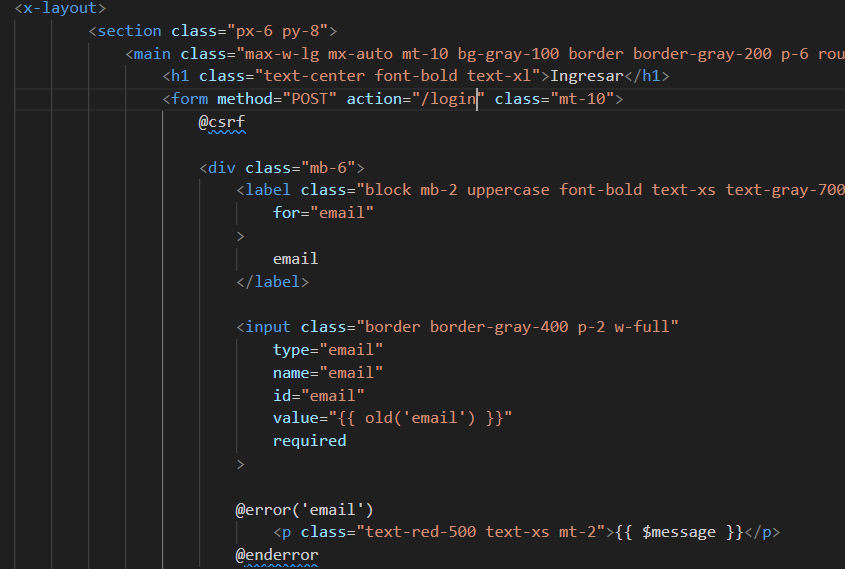 <x-layout>
<section class="px-6 py-8">
<main class="max-w-lg mx-auto mt-10 bg-gray-100 border border-gray-200 p-6 rou
<h1 class="text-center font-bold text-xl">Ingresar</h1>
<form method="POST" action="/login" class="mt-10">
@csrf
<div class="mb-6">
<label class="block mb-2 uppercase font-bold text-xs text-gray-700
for="email"
>
email
</label>
<input class="border border-gray-400 p-2 w-full"
type="email"
name="email"
id="email"
value="{{ old('email') }}"
required
>
@error('email')
<p class="text-red-500 text-xs mt-2">{{ $message }}</p>
@enderror